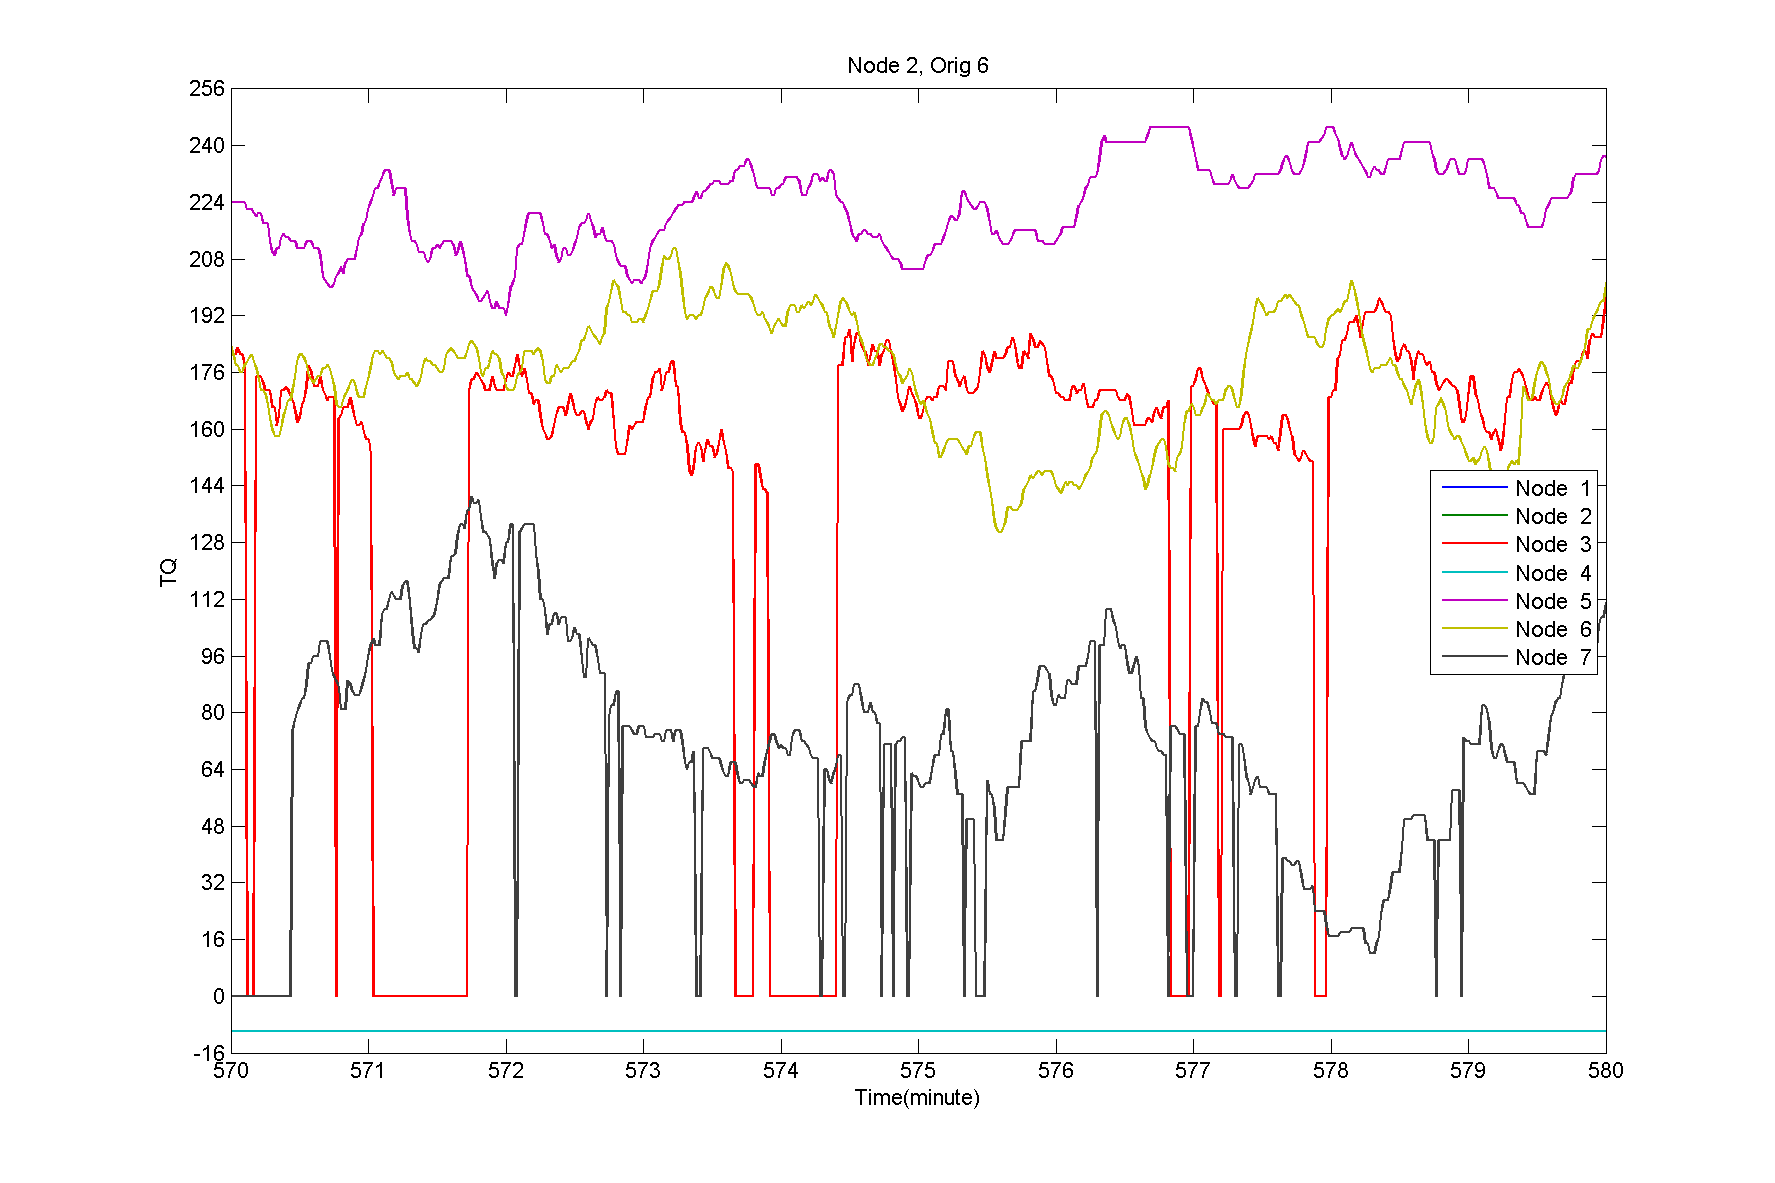 Node 2, Orig 6
256
240
224
208
192
176
160
144
128
112
96
80
64
48
32
16
0
-16
TQ
570 571 572 573 574 575 576 577 578 579 580
Time(minute)
Node 1
Node 2
Node 3
Node 4
Node 5
Node 6
Node 7